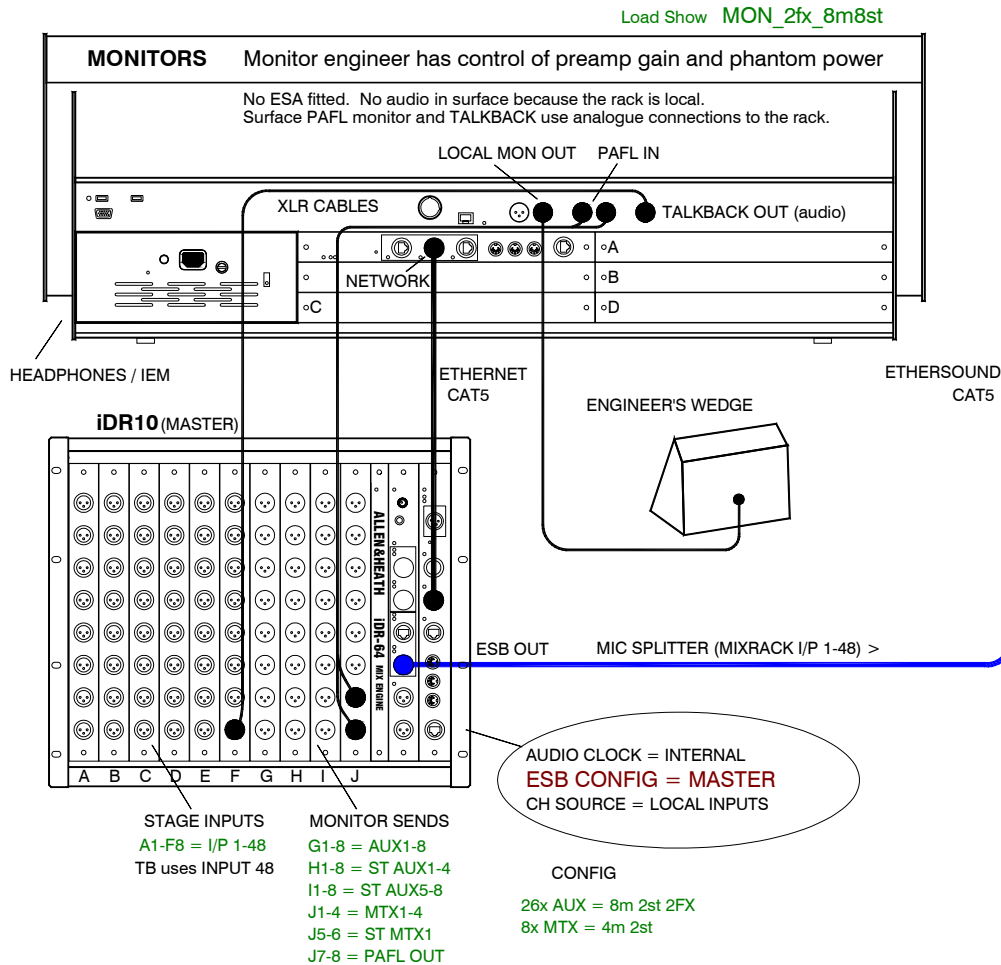 Load Show MON_2fx_8m8st
MONITORS Monitor engineer has control of preamp gain and phantom power
No ESA fitted. No audio in surface because the rack is local.
Surface PAFL monitor and TALKBACK use analogue connections to the rack.
LOCAL MON OUT PAFL IN
XLR CABLES
TALKBACK OUT (audio)
A
NETWORK
B
C
D
HEADPHONES / IEM
ETHERNET
CAT5
ETHERSOUND
CAT5
ENGINEER'S WEDGE
iDR10 (MASTER)
ALLEN&HEATH
iDR-64 MIX ENGINE
ESB OUT
MIC SPLITTER (MIXRACK I/P 1-48) >
A B C D E F G H I J
AUDIO CLOCK = INTERNAL
ESB CONFIG = MASTER
CH SOURCE = LOCAL INPUTS
STAGE INPUTS
A1-F8 = I/P 1-48
TB uses INPUT 48
MONITOR SENDS
G1-8 = AUX1-8
H1-8 = ST AUX1-4
I1-8 = ST AUX5-8
J1-4 = MTX1-4
J5-6 = ST MTX1
J7-8 = PAFL OUT
CONFIG
26x AUX = 8m 2st 2FX
8x MTX = 4m 2st